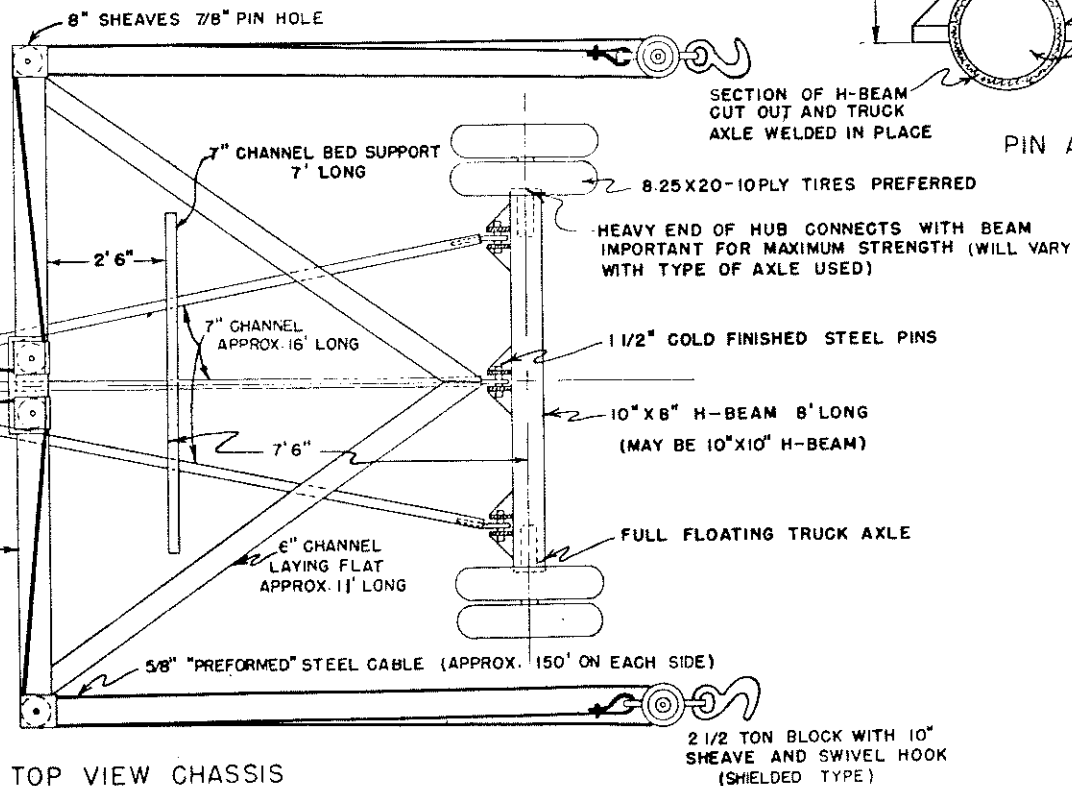 8" SHEAVES 7/8" PIN HOLE
SECTION OF H-BEAM
CUT OUT AND TRUCK
AXLE WELDED IN PLACE
PIN A
7" CHANNEL BED SUPPORT
7' LONG
8.25X20-10PLY TIRES PREFERRED
HEAVY END OF HUB CONNECTS WITH BEAM
IMPORTANT FOR MAXIMUM STRENGTH (WILL VARY
WITH TYPE OF AXLE USED)
2'6"
7" CHANNEL
APPROX. 16' LONG
1 1/2" COLD FINISHED STEEL PINS
10" X 8" H-BEAM 8' LONG
(MAY BE 10"X10" H-BEAM)
7'6"
FULL FLOATING TRUCK AXLE
6" CHANNEL
LAYING FLAT
APPROX. 11' LONG
5/8" "PREFORMED" STEEL CABLE (APPROX. 150' ON EACH SIDE)
2 1/2 TON BLOCK WITH 10"
SHEAVE AND SWIVEL HOOK
(SHIELDED TYPE)
TOP VIEW CHASSIS